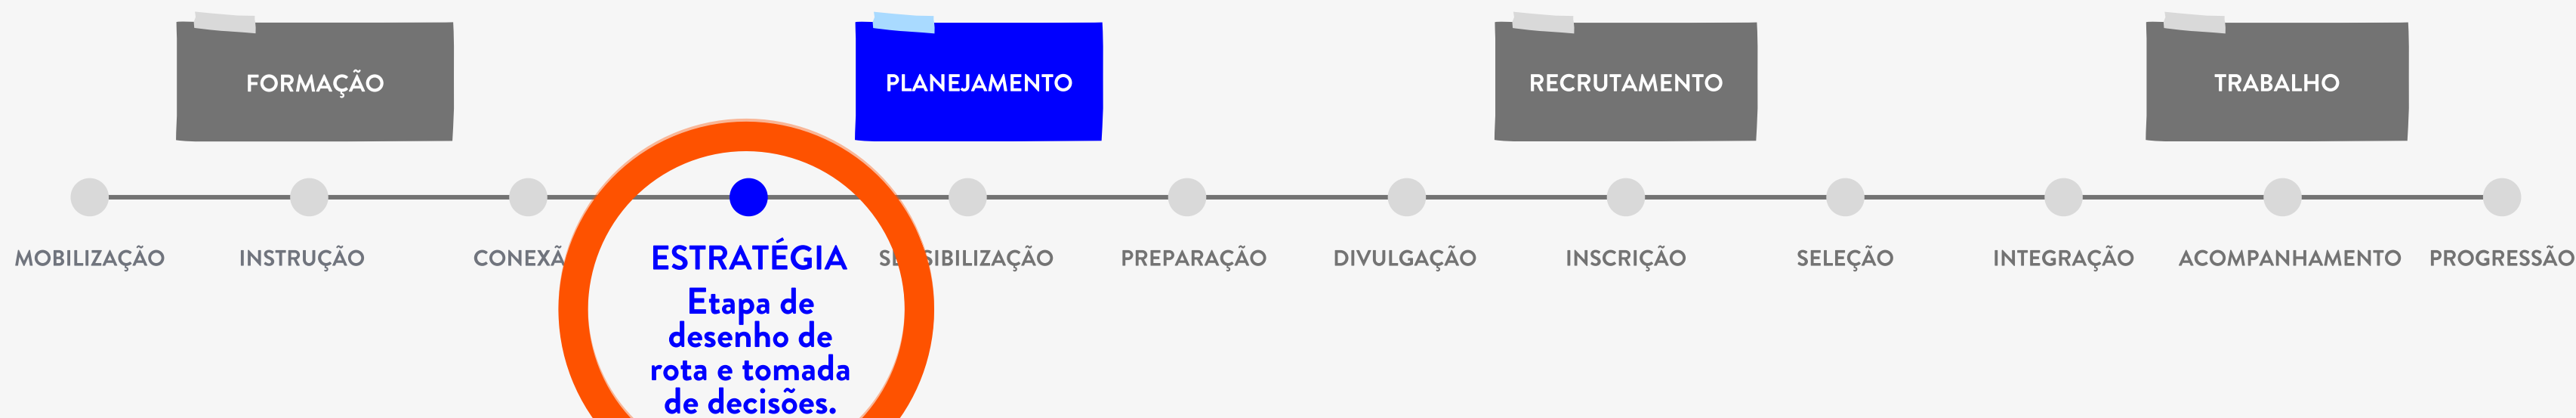 FORMAÇÃO
PLANEJAMENTO
RECRUTAMENTO
TRABALHO
MOBILIZAÇÃO
INSTRUÇÃO
ESTRATÉGIA
PREPARAÇÃO
DIVULGAÇÃO
INSCRIÇÃO
SELEÇÃO
INTEGRAÇÃO
ACOMPANHAMENTO
PROGRESSÃO
Etapa de
desenho de
rota e tomada
de decisões.